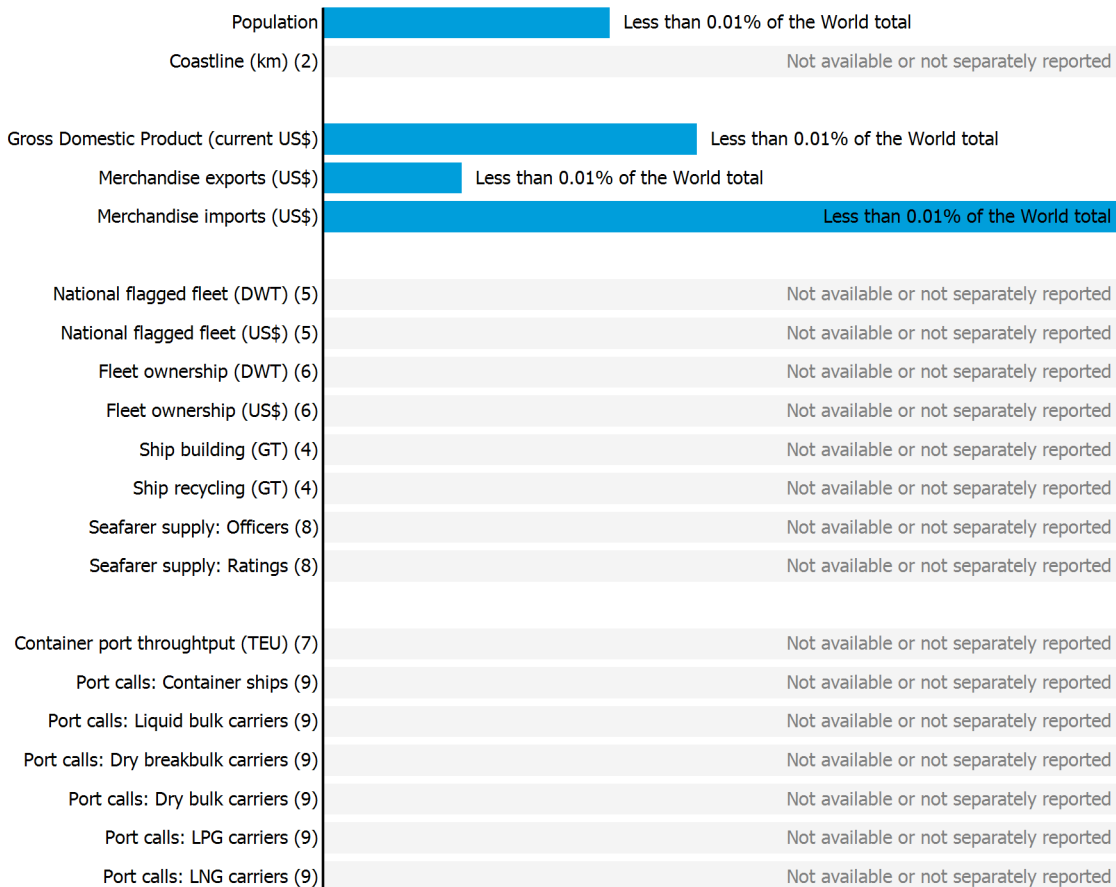 Population Less than 0.01% of the World total
Coastline (km) (2) Not available or not separately reported
Gross Domestic Product (current US$) Less than 0.01% of the World total
Merchandise exports (US$) Less than 0.01% of the World total
Merchandise imports (US$) Less than 0.01% of the World total
National flagged fleet (DWT) (5) Not available or not separately reported
National flagged fleet (US$) (5) Not available or not separately reported
Fleet ownership (DWT) (6) Not available or not separately reported
Fleet ownership (US$) (6) Not available or not separately reported
Ship building (GT) (4) Not available or not separately reported
Ship recycling (GT) (4) Not available or not separately reported
Seafarer supply: Officers (8) Not available or not separately reported
Seafarer supply: Ratings (8) Not available or not separately reported
Container port throughtput (TEU) (7) Not available or not separately reported
Port calls: Container ships (9) Not available or not separately reported
Port calls: Liquid bulk carriers (9) Not available or not separately reported
Port calls: Dry breakbulk carriers (9) Not available or not separately reported
Port calls: Dry bulk carriers (9) Not available or not separately reported
Port calls: LPG carriers (9) Not available or not separately reported
Port calls: LNG carriers (9) Not available or not separately reported